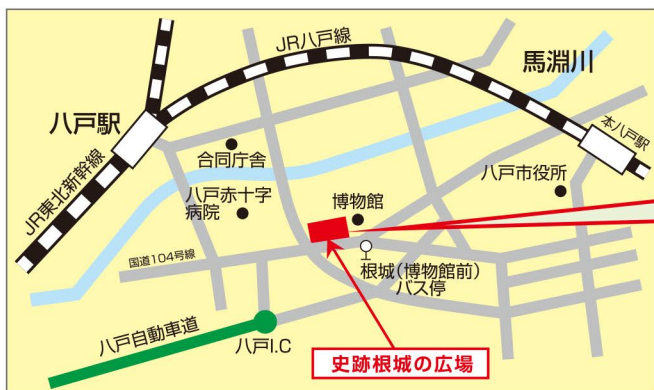 JR八戸線
馬淵川
八戸駅
本八戸駅
合同庁舎
JR東北新幹線
八戸赤十字
病院
博物館
八戸市役所
国道104号線
根城(博物館前)
バス停
八戸自動車道
八戸I.C
史跡根城の広場